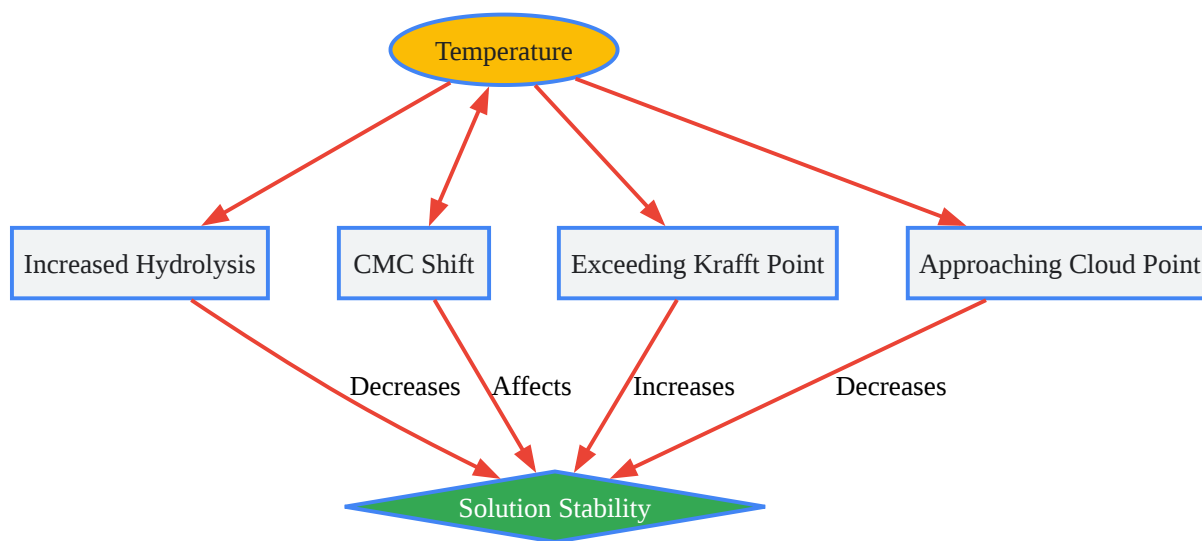 Temperature
Increased Hydrolysis
CMC Shift
Exceeding Krafft Point
Approaching Cloud Point
Decreases
Affects
Increases
Decreases
Solution Stability